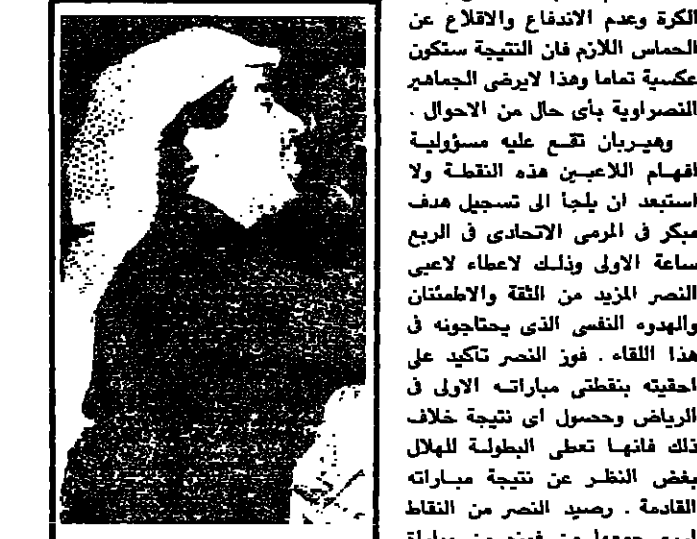 الكرة وعدم الاندفاع والاقلاع عن
الحماس اللازم فان النتيجة ستكون
عكسية تماما وهذا لايرضى الجماهير
النصراوية بأى حال من الاحوال .
وهيربان تقع عليه مسؤولية
افهام اللاعبين هذه النقطة ولا
استبعد ان يلجا الى تسجيل هدف
مبكر فى المرمى الاتحادى فى الربع
ساعة الاولى وذلك لاعطاء لاعبى
النصر المزيد من الثقة والاطمئنان
والهدوء النفسى الذى يحتاجونه فى
هذا اللقاء . فوز النصر تاكيد على
احقيته بنقطتى مباراته الاولى فى
الرياض وحصول اى نتيجة خلاف
ذلك فانها تعطى البطولة للهلال
بغض النظر عن نتيجة مباراته
القادمة . رصيد النصر من النقاط